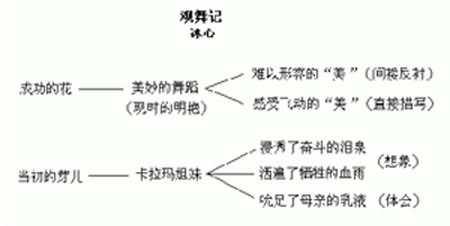 观舞记
冰心
难以形容的“美”(间接反衬)
成功的花 美妙的舞蹈
(现时的明艳) 感受飞动的“美”(直接描写)
浸透了奋斗的泪泉
(想象)
当初的芽儿 卡拉玛姐妹 洒遍了牺牲的血雨
吮足了母亲的乳液(体会)